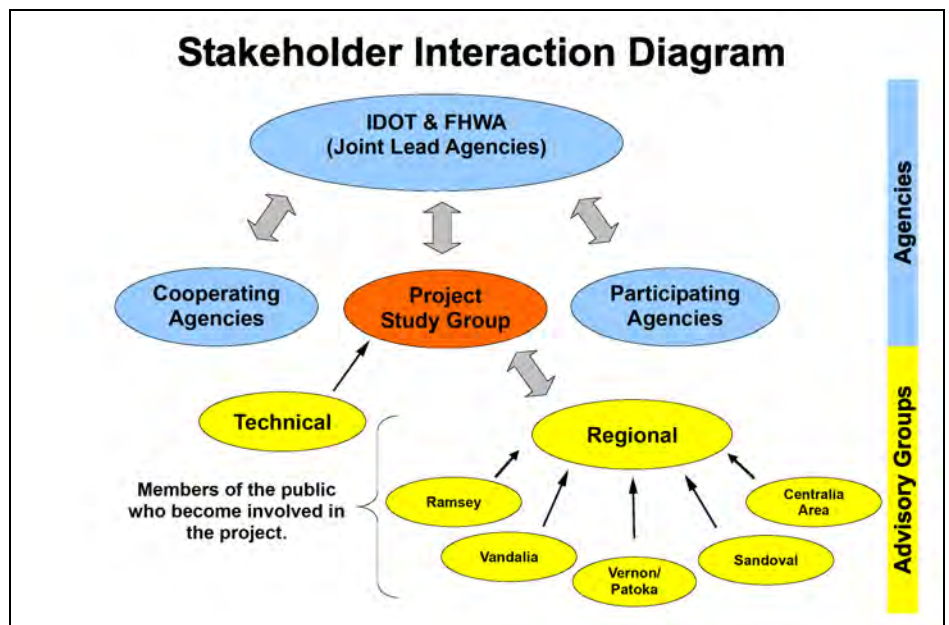 Stakeholder Interaction Diagram
IDOT & FHWA
(Joint Lead Agencies)
Agencies
Cooperating
Agencies
Project
Study Group
Participating
Agencies
Technical
Regional
Advisory Groups
Members of the public
who become involved in
the project.
Ramsey
Vandalia
Vernon/
Patoka
Sandoval
Centralia
Area